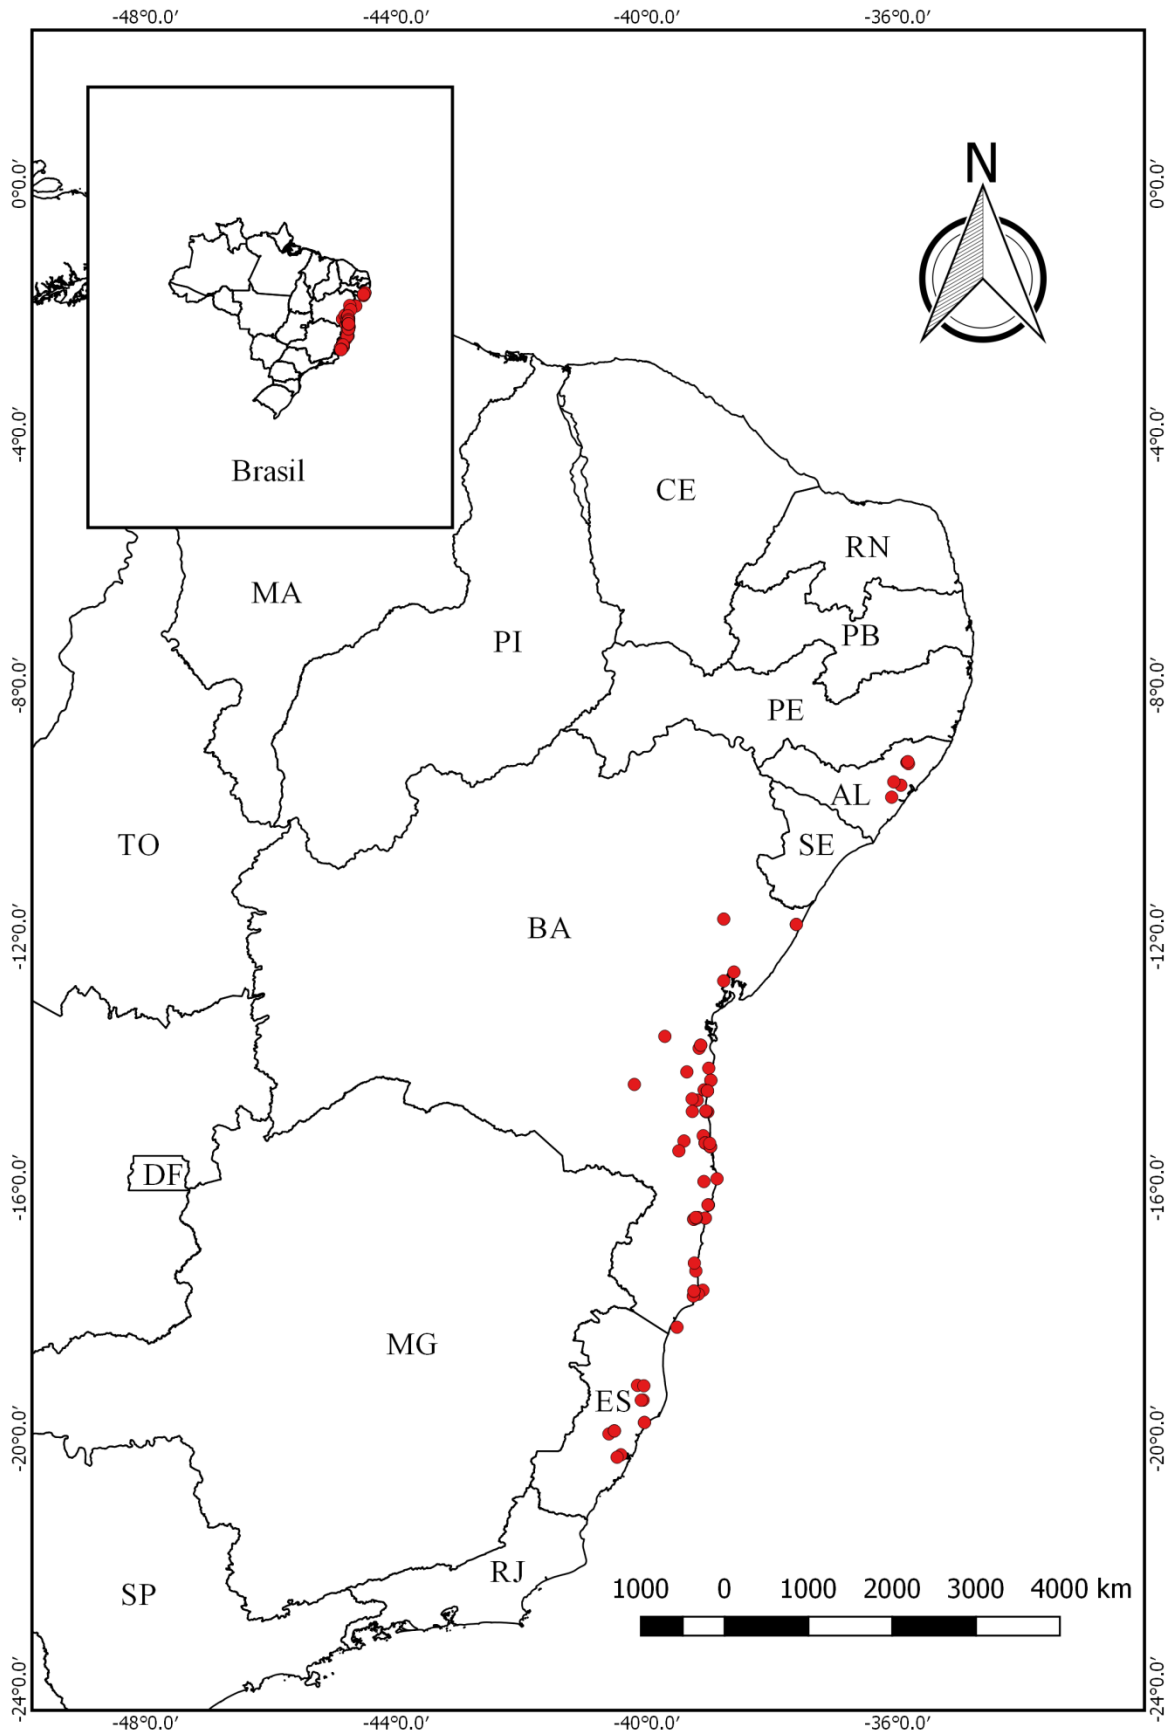 -48°0.0' -44°0.0' -40°0.0' -36°0.0'
N
0°0.0' 0°0.0'
Brasil
-4°0.0' -4°0.0'
CE
RN
MA
PB
PI
-8°0.0' -8°0.0'
PE
AL
TO
SE
BA
-12°0.0' -12°0.0'
DF
-16°0.0' -16°0.0'
MG
ES
-20°0.0' -20°0.0'
RJ
SP
1000 0 1000 2000 3000 4000 km
-24°0.0' -24°0.0'
-48°0.0' -44°0.0' -40°0.0' -36°0.0'